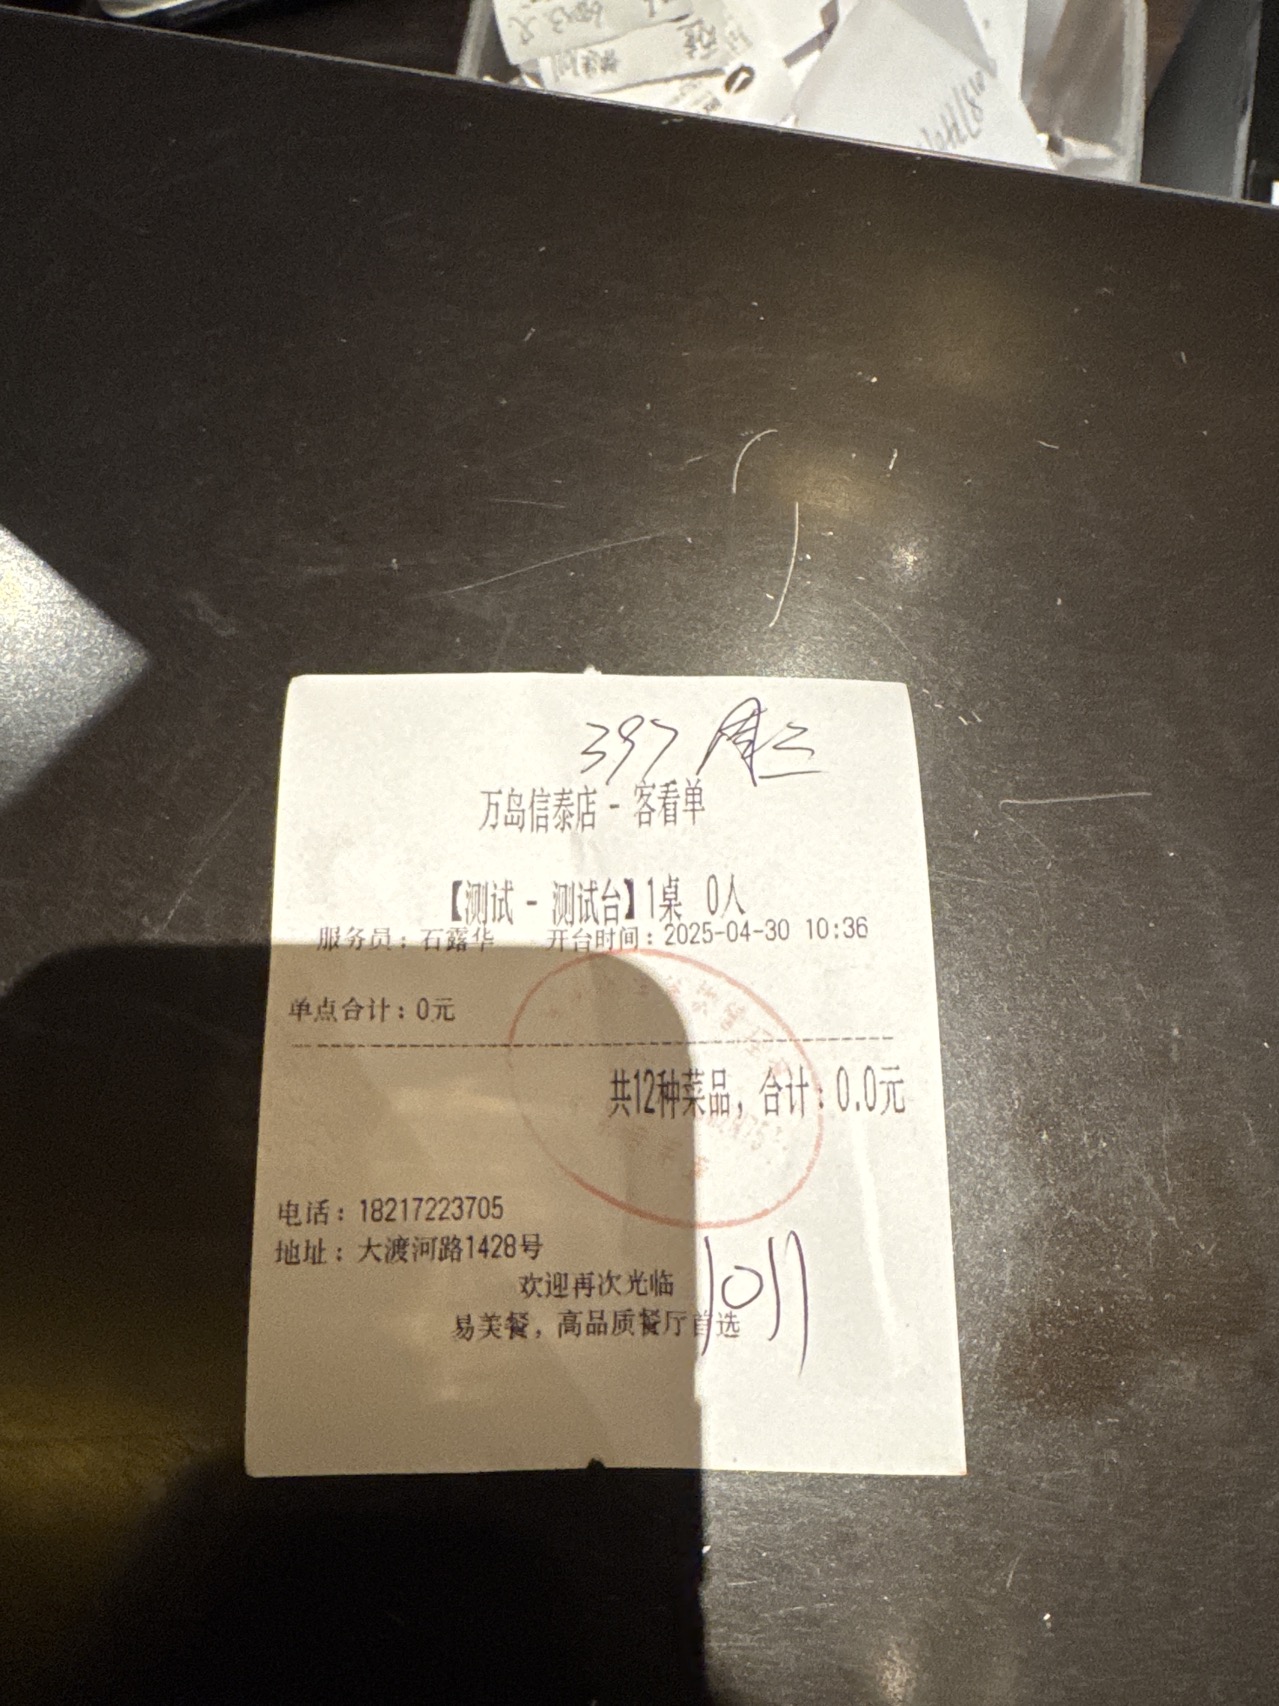 397 周三
万岛信泰店 - 客看单
【测试 - 测试台】1桌 0人
服务员：石露华 开台时间：2025-04-30 10:36
单点合计：0元
共12种菜品，合计：0.0元
电话：18217223705
地址：大渡河路1428号
欢迎再次光临
1011
易美餐，高品质餐厅首选